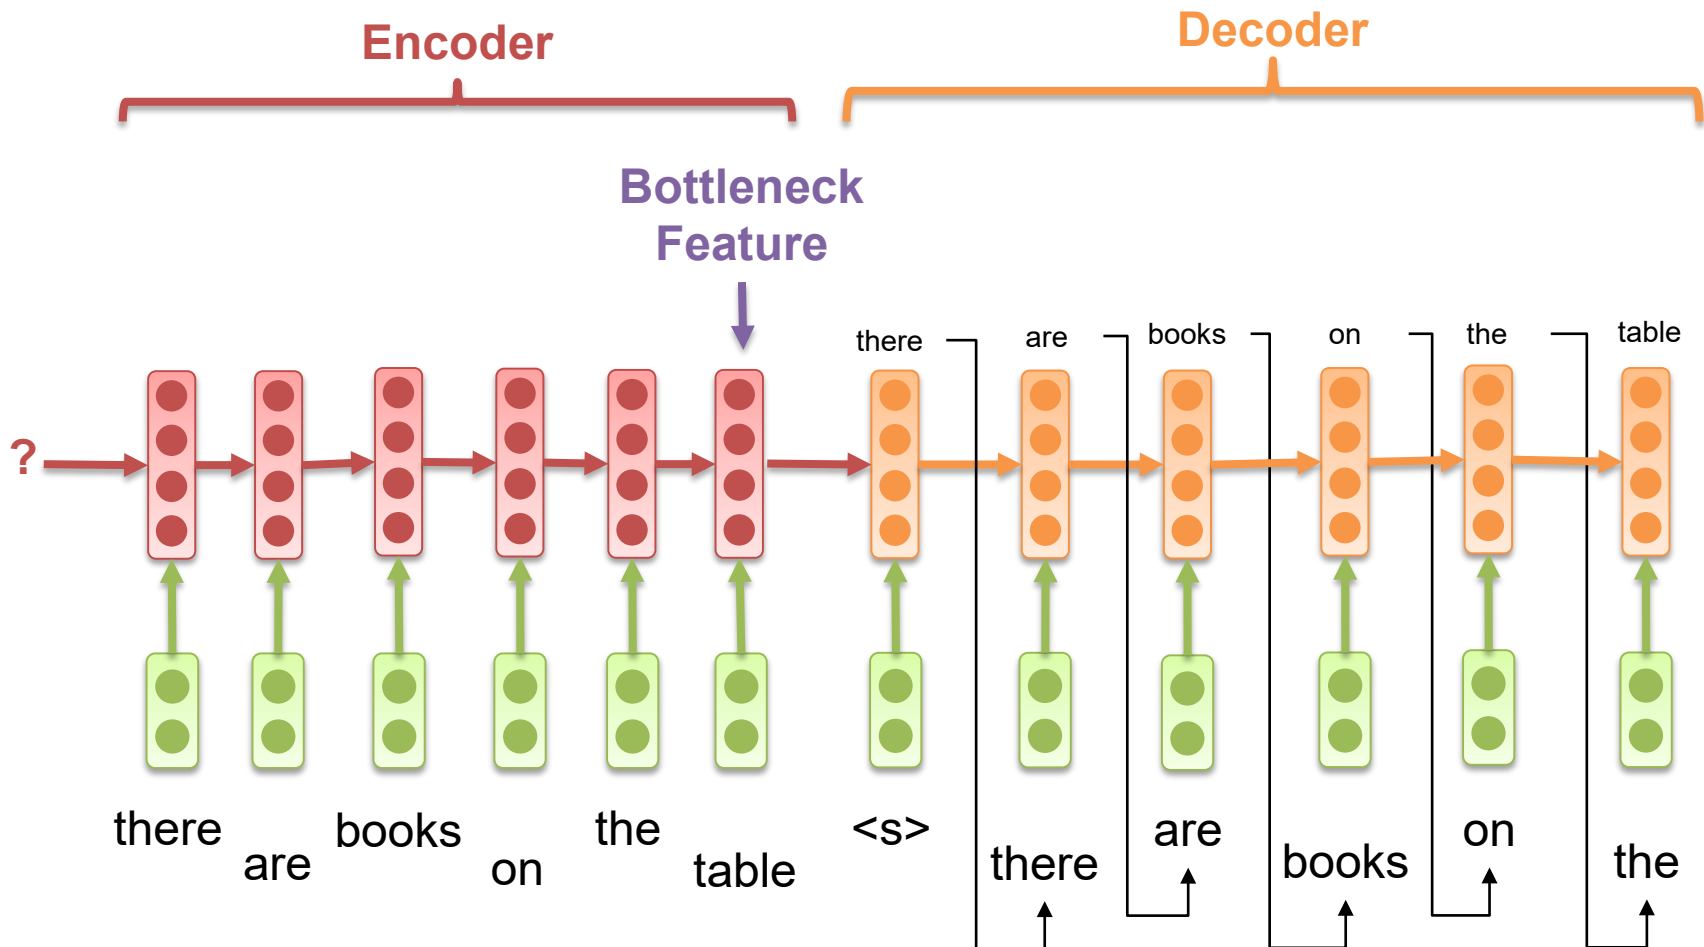 Encoder
Decoder
Bottleneck
Feature
there are books on the table
?
there are books on the table <s> there are books on the